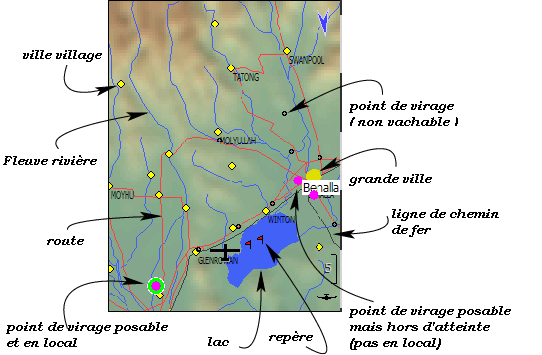 ville village
SWANPOOL
TATONG
point de virage
( non vachable )
MOLYULLAH
Fleuve rivière
grande ville
Benalla
MOYHU
ligne de chemin
de fer
WINTON
route
GLENROWAN
5
point de virage posable
et en local
lac
repère
point de virage posable
mais hors d'atteinte
(pas en local)